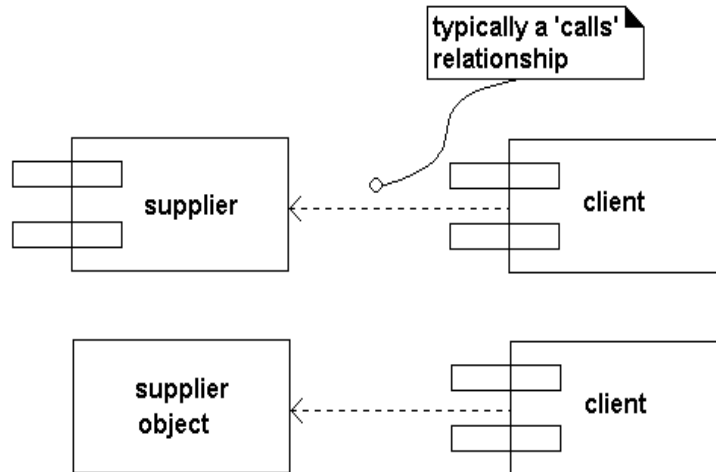 typically a 'calls'
relationship
supplier
client
supplier
object
client